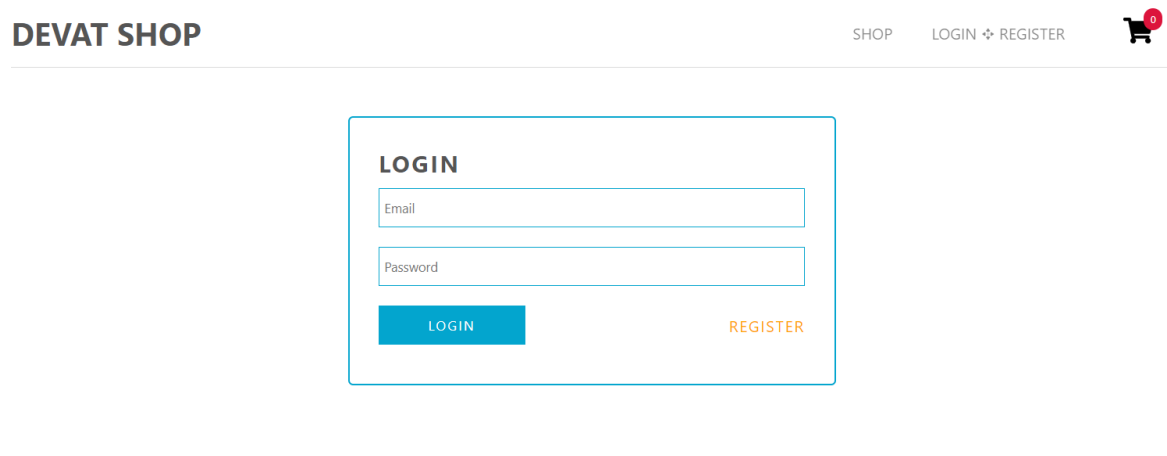 DEVAT SHOP
SHOP
LOGIN ✣ REGISTER
0
LOGIN
Email
Password
LOGIN
REGISTER